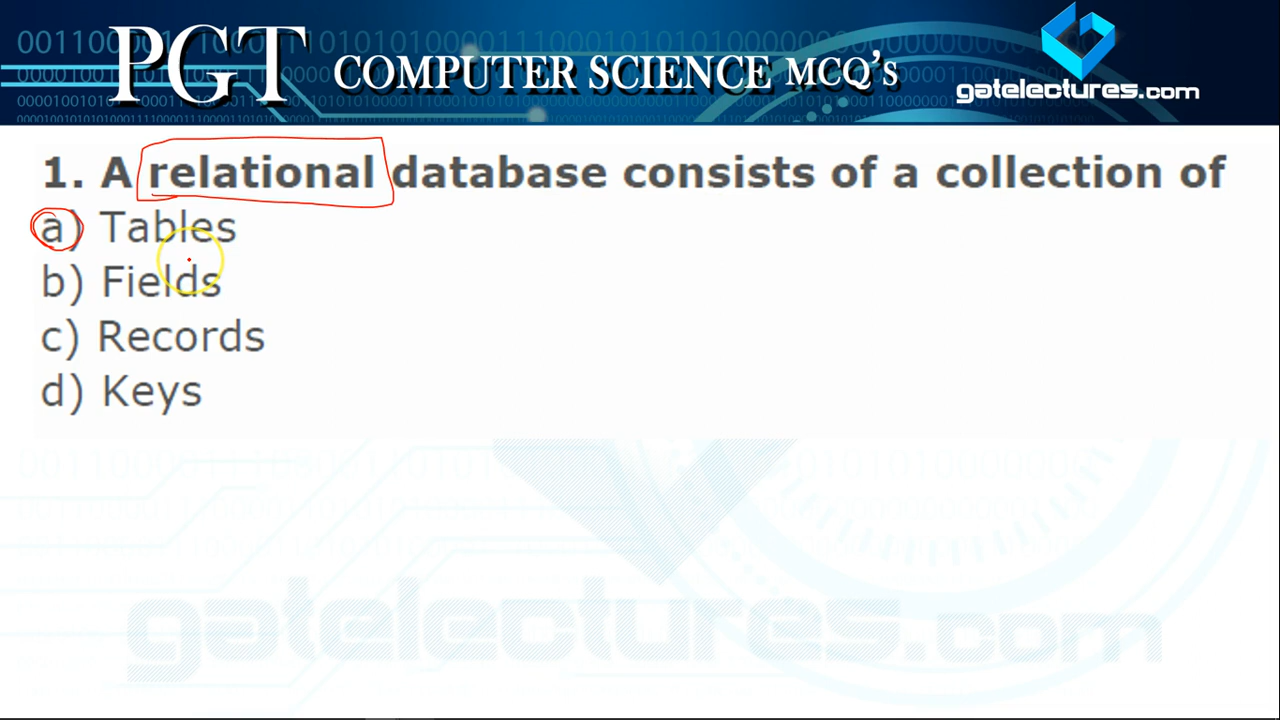 PGT COMPUTER SCIENCE MCQ's
gatelectures.com
1. A relational database consists of a collection of
a) Tables
b) Fields
c) Records
d) Keys
gatelectures.com